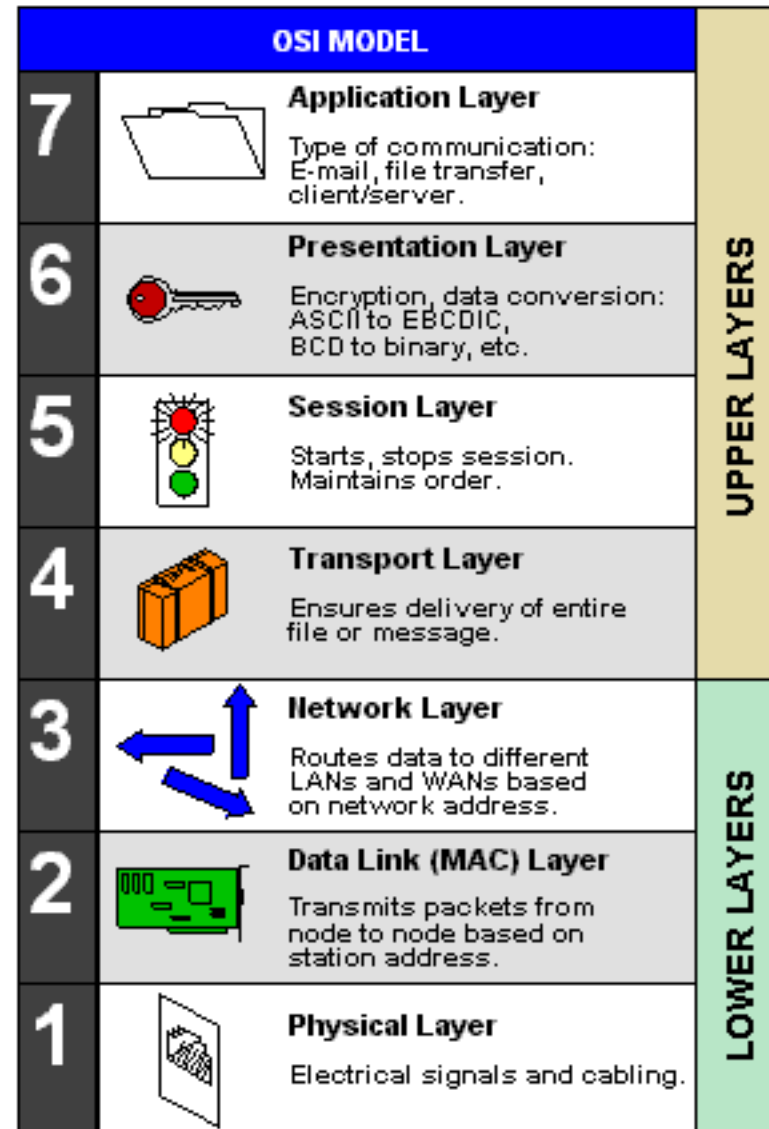 OSI MODEL
7
Application Layer
Type of communication:
E-mail, file transfer,
client/server.
6
Presentation Layer
Encryption, data conversion:
ASCII to EBCDIC,
BCD to binary, etc.
5
Session Layer
Starts, stops session.
Maintains order.
4
Transport Layer
Ensures delivery of entire
file or message.
UPPER LAYERS
3
Network Layer
Routes data to different
LANs and WANs based
on network address.
2
Data Link (MAC) Layer
Transmits packets from
node to node based on
station address.
1
Physical Layer
Electrical signals and cabling.
LOWER LAYERS